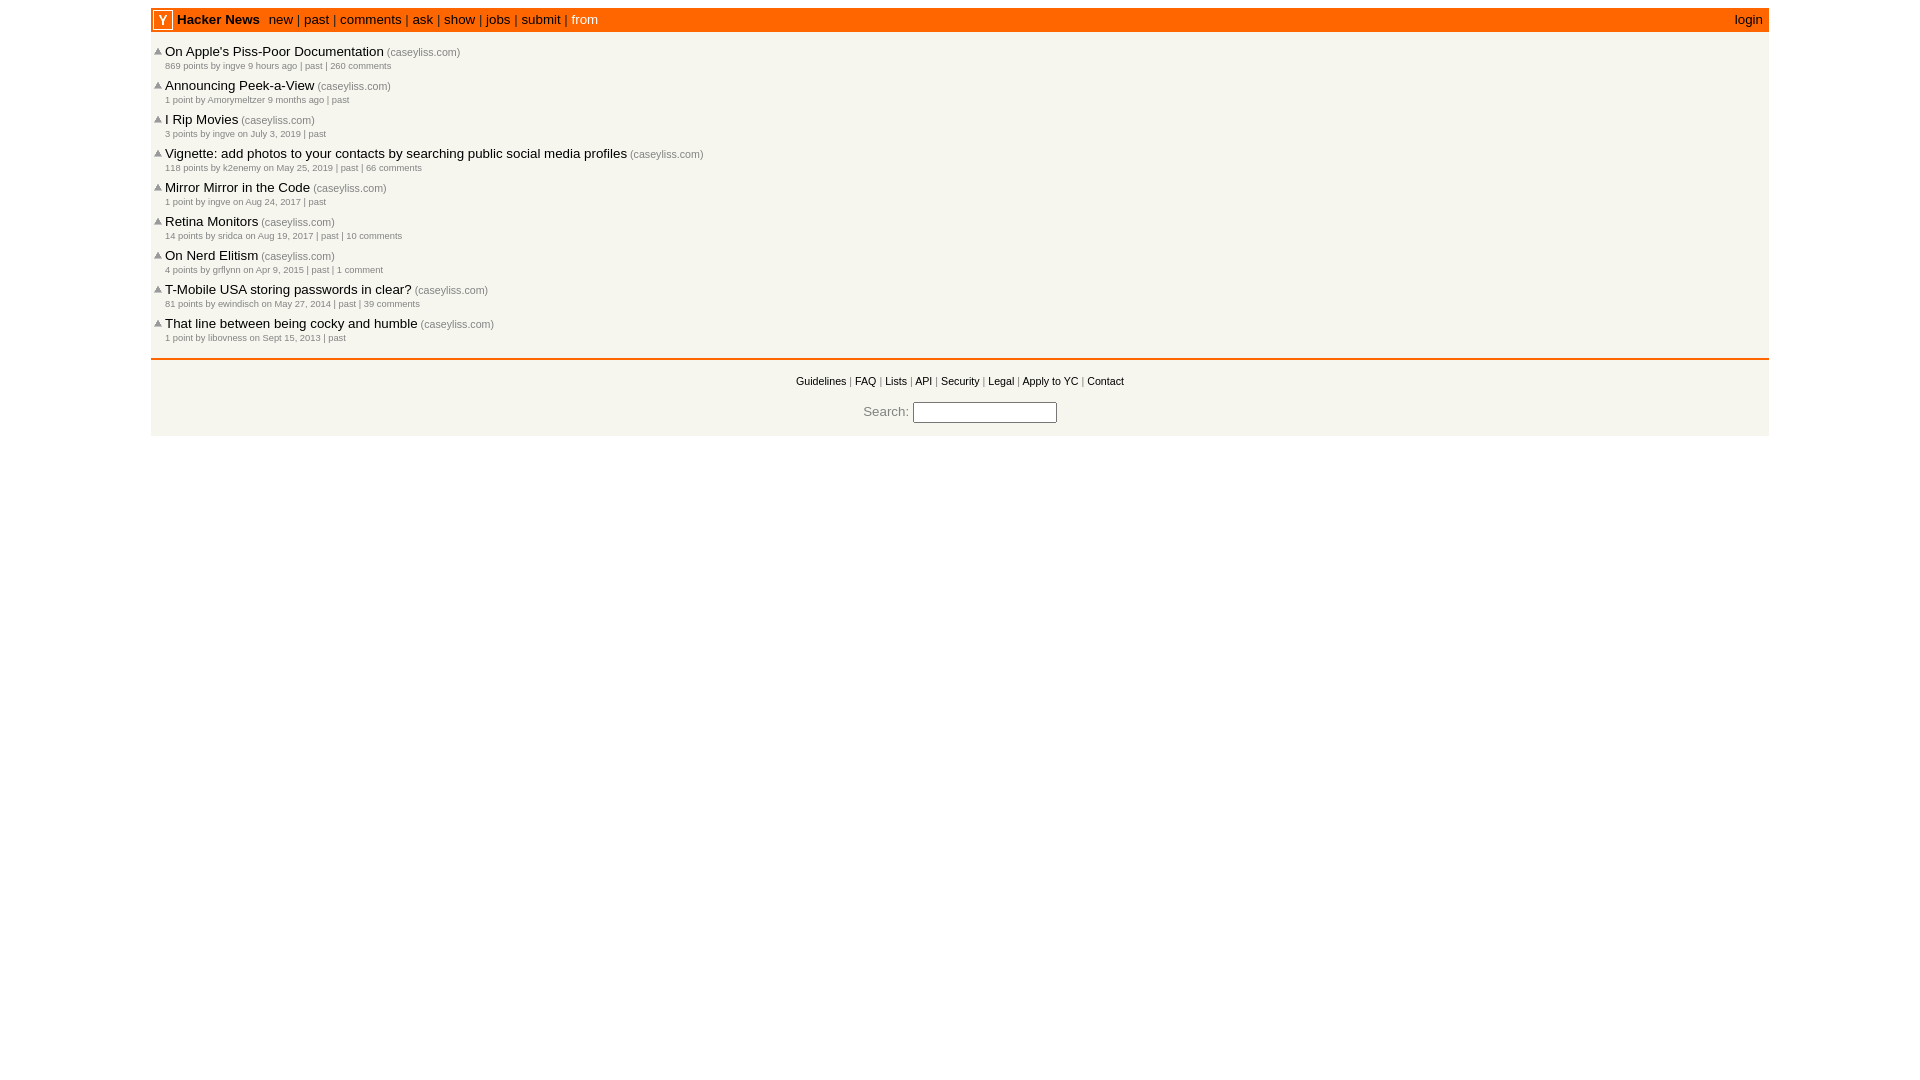 Y Hacker News new | past | comments | ask | show | jobs | submit | from login
On Apple's Piss-Poor Documentation (caseyliss.com)
869 points by ingve 9 hours ago | past | 260 comments
Announcing Peek-a-View (caseyliss.com)
1 point by Amorymeltzer 9 months ago | past
I Rip Movies (caseyliss.com)
3 points by ingve on July 3, 2019 | past
Vignette: add photos to your contacts by searching public social media profiles (caseyliss.com)
118 points by k2enemy on May 25, 2019 | past | 66 comments
Mirror Mirror in the Code (caseyliss.com)
1 point by ingve on Aug 24, 2017 | past
Retina Monitors (caseyliss.com)
14 points by sridca on Aug 19, 2017 | past | 10 comments
On Nerd Elitism (caseyliss.com)
4 points by grflynn on Apr 9, 2015 | past | 1 comment
T-Mobile USA storing passwords in clear? (caseyliss.com)
81 points by ewindisch on May 27, 2014 | past | 39 comments
That line between being cocky and humble (caseyliss.com)
1 point by libovness on Sept 15, 2013 | past
Guidelines | FAQ | Lists | API | Security | Legal | Apply to YC | Contact
Search: